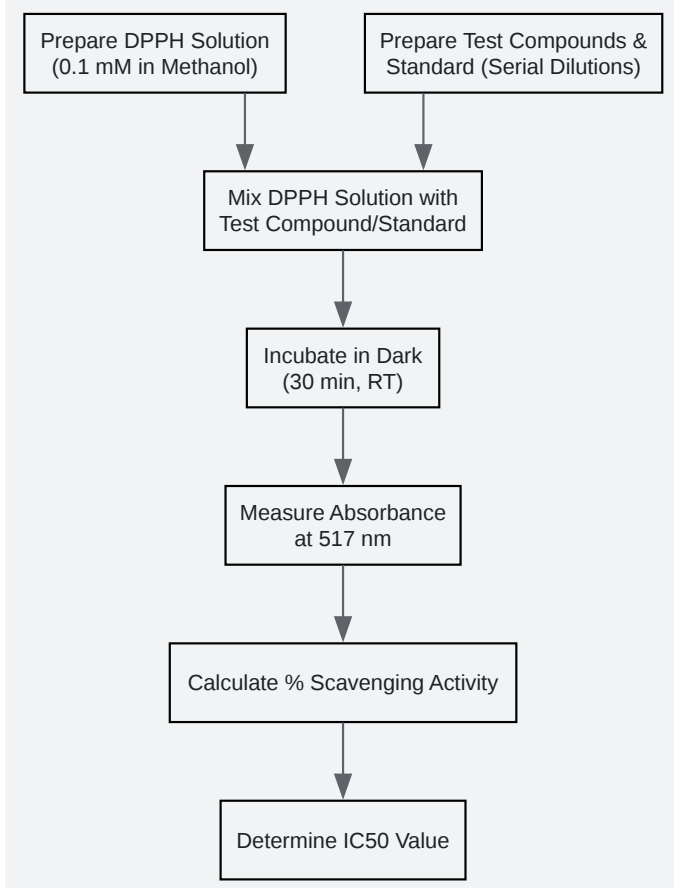 Prepare DPPH Solution
(0.1 mM in Methanol)
Prepare Test Compounds &
Standard (Serial Dilutions)
Mix DPPH Solution with
Test Compound/Standard
Incubate in Dark
(30 min, RT)
Measure Absorbance
at 517 nm
Calculate % Scavenging Activity
Determine IC50 Value